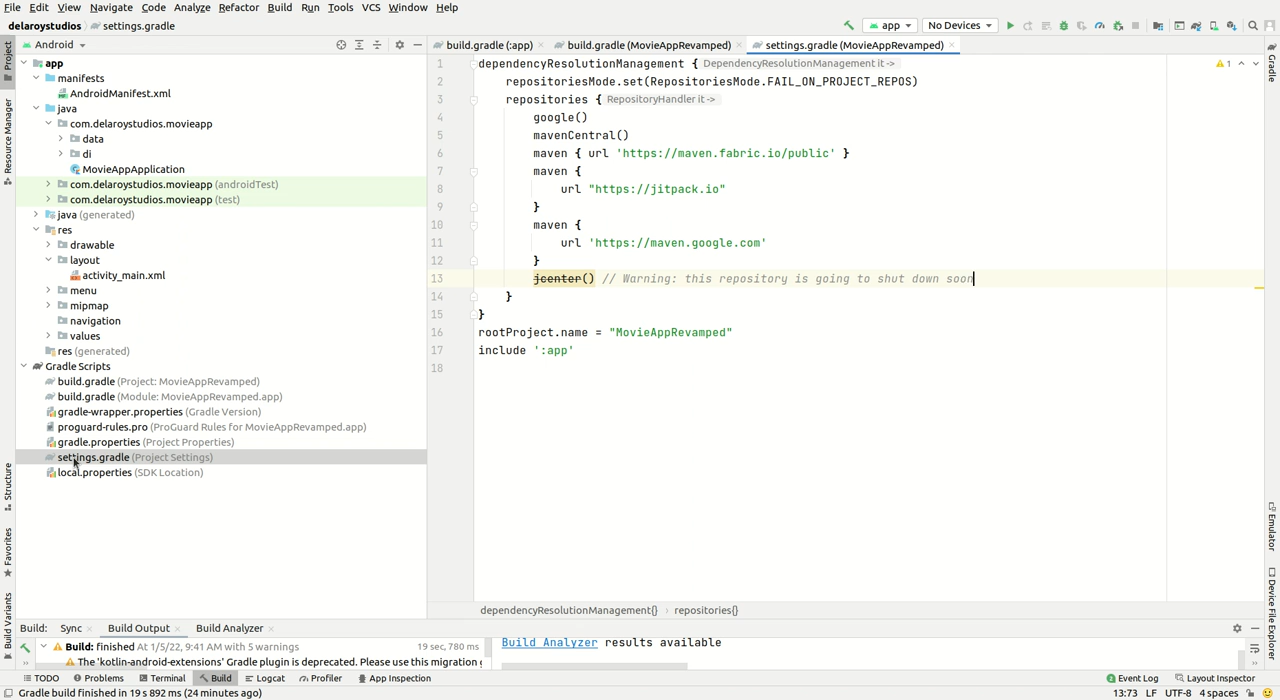 File Edit View Navigate Code Analyze Refactor Build Run Tools VCS Window Help
delaroystudios settings.gradle
app No Devices
Project
Resource Manager
Structure
Favorites
Build Variants
Android
app
manifests
AndroidManifest.xml
java
com.delaroystudios.movieapp
data
di
MovieAppApplication
com.delaroystudios.movieapp (androidTest)
com.delaroystudios.movieapp (test)
java (generated)
res
drawable
layout
activity_main.xml
menu
mipmap
navigation
values
res (generated)
Gradle Scripts
build.gradle (Project: MovieAppRevamped)
build.gradle (Module: MovieAppRevamped.app)
gradle-wrapper.properties (Gradle Version)
proguard-rules.pro (ProGuard Rules for MovieAppRevamped.app)
gradle.properties (Project Properties)
settings.gradle (Project Settings)
local.properties (SDK Location)
build.gradle (:app) build.gradle (MovieAppRevamped) settings.gradle (MovieAppRevamped)
1
1 dependencyResolutionManagement { DependencyResolutionManagement it ->
2 repositoriesMode.set(RepositoriesMode.FAIL_ON_PROJECT_REPOS)
3 repositories { RepositoryHandler it ->
4 google()
5 mavenCentral()
6 maven { url 'https://maven.fabric.io/public' }
7 maven {
8 url "https://jitpack.io"
9 }
10 maven {
11 url 'https://maven.google.com'
12 }
13 jcenter() // Warning: this repository is going to shut down soon
14 }
15 }
16 rootProject.name = "MovieAppRevamped"
17 include ':app'
18
dependencyResolutionManagement{} › repositories{}
Gradle
Emulator
Device File Explorer
Build: Sync Build Output Build Analyzer
Build: finished At 1/5/22, 9:41 AM with 5 warnings 19 sec, 780 ms
The 'kotlin-android-extensions' Gradle plugin is deprecated. Please use this migration g
Build Analyzer results available
TODO Problems Terminal Build Logcat Profiler App Inspection Event Log Layout Inspector
Gradle build finished in 19 s 892 ms (24 minutes ago) 13:73 LF UTF-8 4 spaces